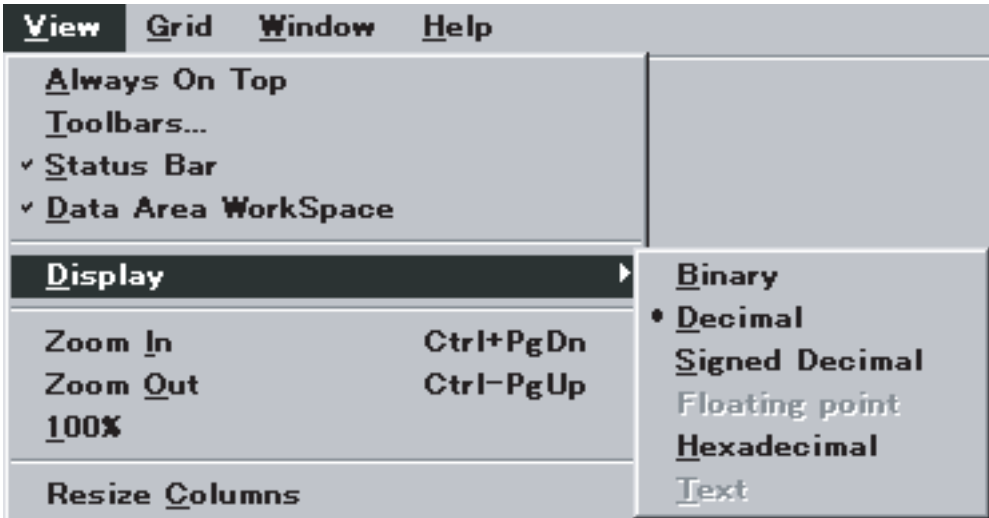 View Grid Window Help
Always On Top
Toolbars...
Status Bar
Data Area WorkSpace
Display
Zoom In Ctrl+PgDn
Zoom Out Ctrl-PgUp
100%
Resize Columns
Binary
Decimal
Signed Decimal
Floating point
Hexadecimal
Text